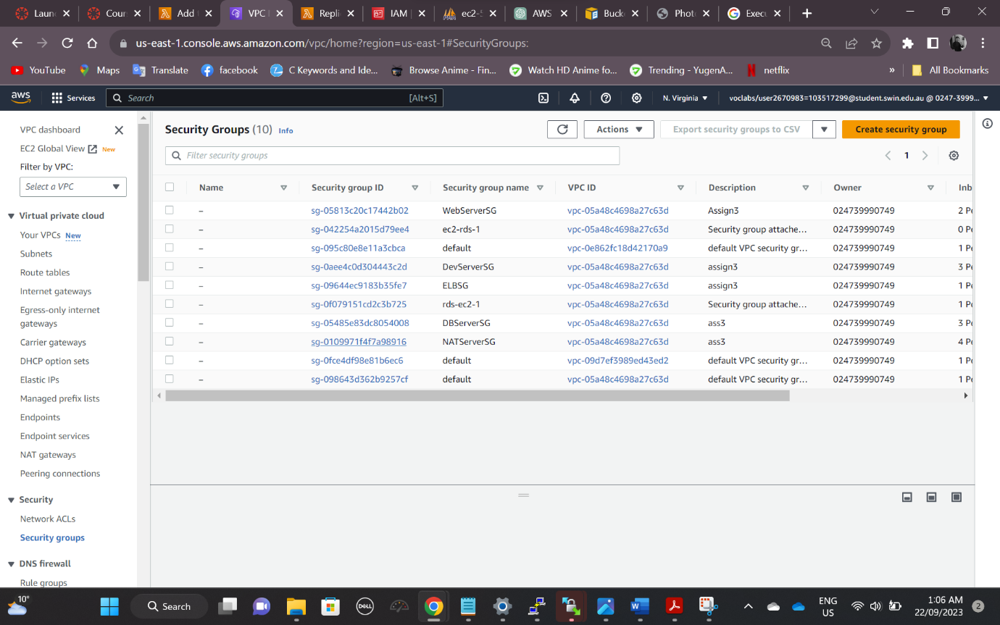 Laun
Cour
Add
VPC
Repli
IAM
ec2-5
AWS
Buck
Phot
Exec
us-east-1.console.aws.amazon.com/vpc/home?region=us-east-1#SecurityGroups:
YouTube
Maps
Translate
facebook
C Keywords and Ide...
Browse Anime - Fin...
Watch HD Anime fo...
Trending - YugenA...
netflix
»
All Bookmarks
aws
Services
Search
[Alt+S]
N. Virginia
voclabs/user2670983=103517299@student.swin.edu.au @ 0247-3999...
VPC dashboard
EC2 Global View New
Filter by VPC:
Select a VPC
Virtual private cloud
Your VPCs New
Subnets
Route tables
Internet gateways
Egress-only internet
gateways
Carrier gateways
DHCP option sets
Elastic IPs
Managed prefix lists
Endpoints
Endpoint services
NAT gateways
Peering connections
Security
Network ACLs
Security groups
DNS firewall
Rule groups
Security Groups (10) Info
Actions
Export security groups to CSV
Create security group
Filter security groups
1
Name Security group ID Security group name VPC ID Description Owner Inb
– sg-05813c20c17442b02 WebServerSG vpc-05a48c4698a27c63d Assign3 024739990749 2 Pe
– sg-042254a2015d79ee4 ec2-rds-1 vpc-05a48c4698a27c63d Security group attache... 024739990749 0 Pe
– sg-095c80e8e11a3cbca default vpc-0e862fc18d42170a9 default VPC security gr... 024739990749 1 Pe
– sg-0aee4c0d304443c2d DevServerSG vpc-05a48c4698a27c63d assign3 024739990749 3 Pe
– sg-09644ec9183b35fe7 ELBSG vpc-05a48c4698a27c63d assign3 024739990749 1 Pe
– sg-0f079151cd2c3b725 rds-ec2-1 vpc-05a48c4698a27c63d Security group attache... 024739990749 1 Pe
– sg-05485e83dc8054008 DBServerSG vpc-05a48c4698a27c63d ass3 024739990749 3 Pe
– sg-0109971f4f7a98916 NATServerSG vpc-05a48c4698a27c63d ass3 024739990749 4 Pe
– sg-0fce4df98e81b6ec6 default vpc-09d7ef3989ed43ed2 default VPC security gr... 024739990749 1 Pe
– sg-098643d362b9257cf default vpc-05a48c4698a27c63d default VPC security gr... 024739990749 1 Pe
10°
Search
DELL
ENG
US
1:06 AM
22/09/2023
2